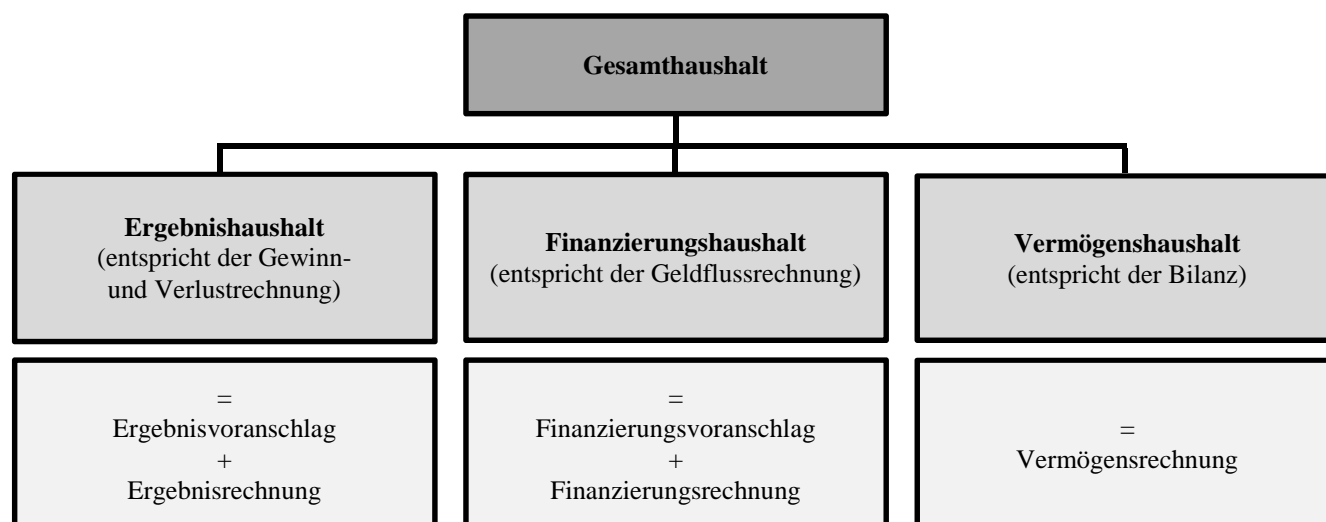 Gesamthaushalt
Ergebnishaushalt
(entspricht der Gewinn-
und Verlustrechnung)
Finanzierungshaushalt
(entspricht der Geldflussrechnung)
Vermögenshaushalt
(entspricht der Bilanz)
=
Ergebnisvoranschlag
+
Ergebnisrechnung
=
Finanzierungsvoranschlag
+
Finanzierungsrechnung
=
Vermögensrechnung